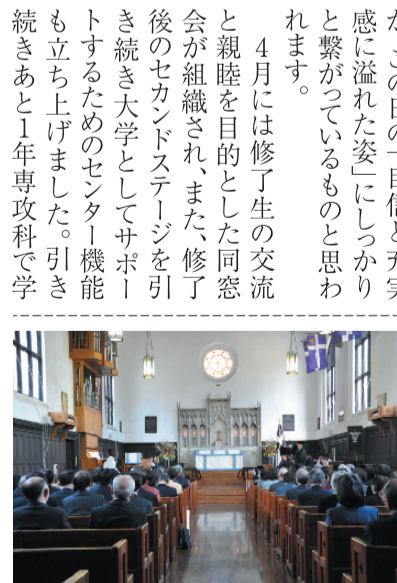 か、この日の「自信と充実
感に溢れた姿」にしっかり
と繋がっているものと思わ
れます。
４月には修了生の交流
と親睦を目的とした同窓
会が組織され、また、修了
後のセカンドステージを引
き続き大学としてサポー
トするためのセンター機能
も立ち上げました。引き
続きあと１年専攻科で学